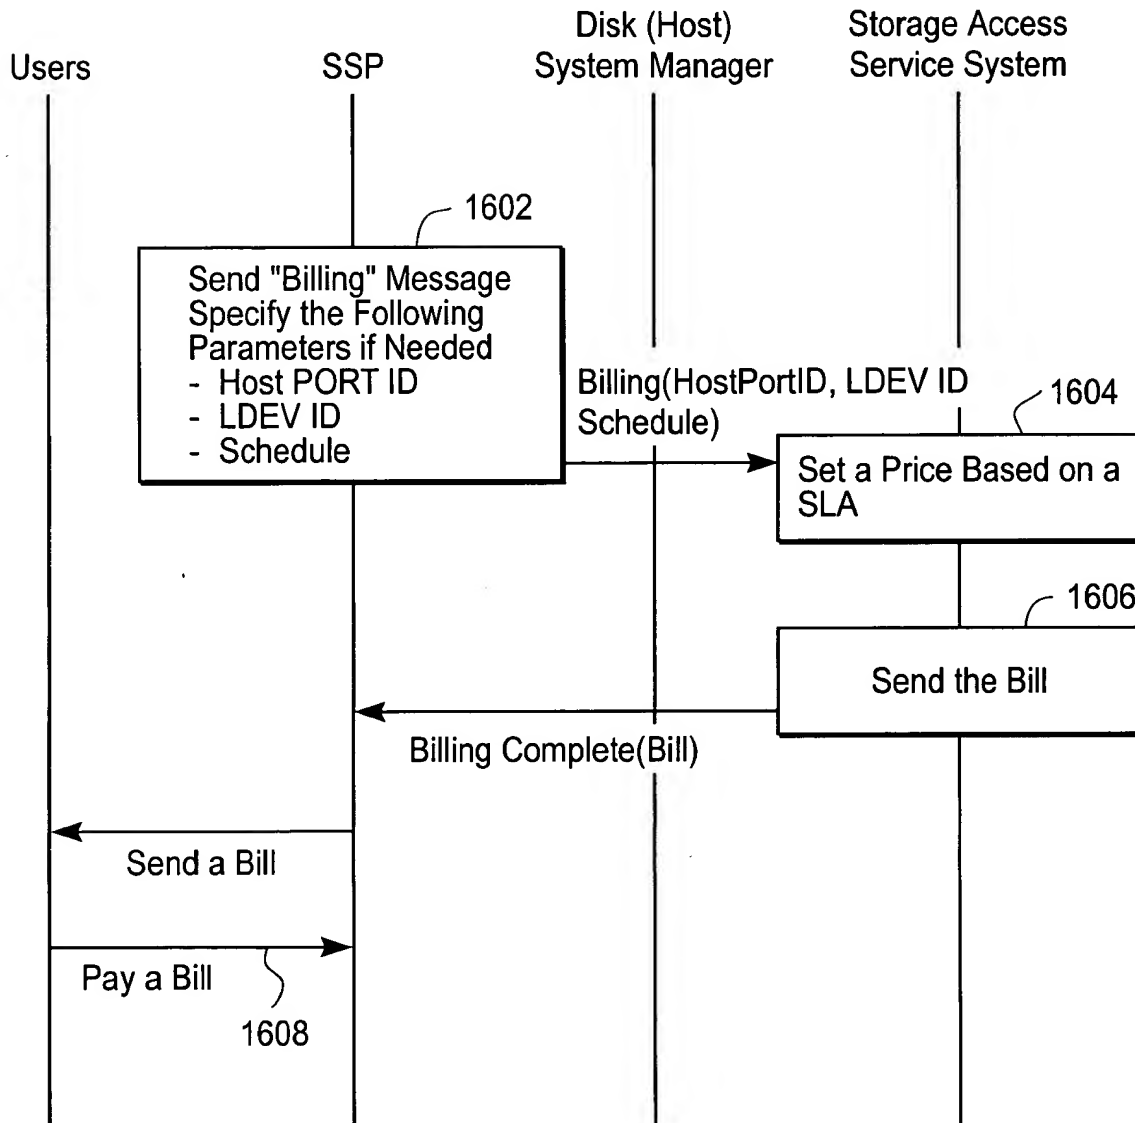 Users
SSP
Disk (Host)
System Manager
Storage Access
Service System
1602
Send "Billing" Message
Specify the Following
Parameters if Needed
- Host PORT ID
- LDEV ID
- Schedule
Billing(HostPortID, LDEV ID
Schedule)
1604
Set a Price Based on a
SLA
1606
Send the Bill
Billing Complete(Bill)
Send a Bill
Pay a Bill
1608